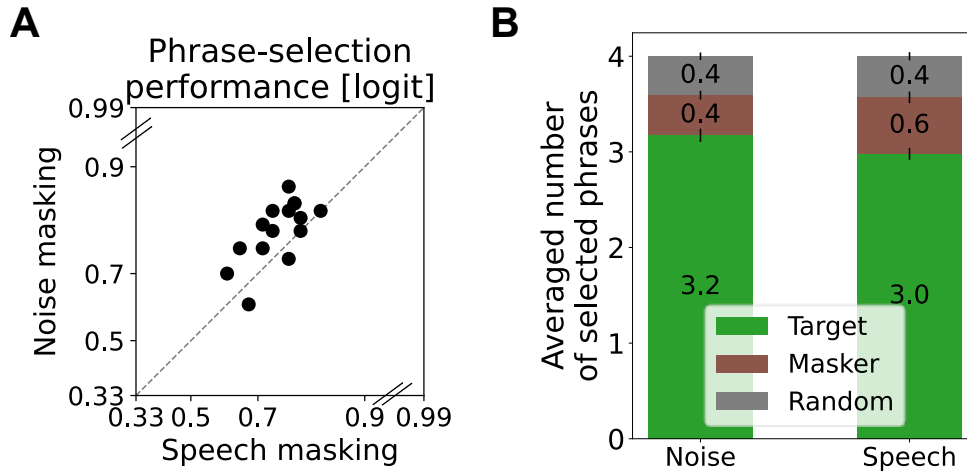 A
Phrase-selection
performance [logit]
0.99
0.9
0.7
0.5
0.33
Noise masking
0.33 0.5 0.7 0.9 0.99
Speech masking
B
4
3
2
1
0
Averaged number
of selected phrases
0.4
0.4
3.2
0.4
0.6
3.0
Target
Masker
Random
Noise Speech